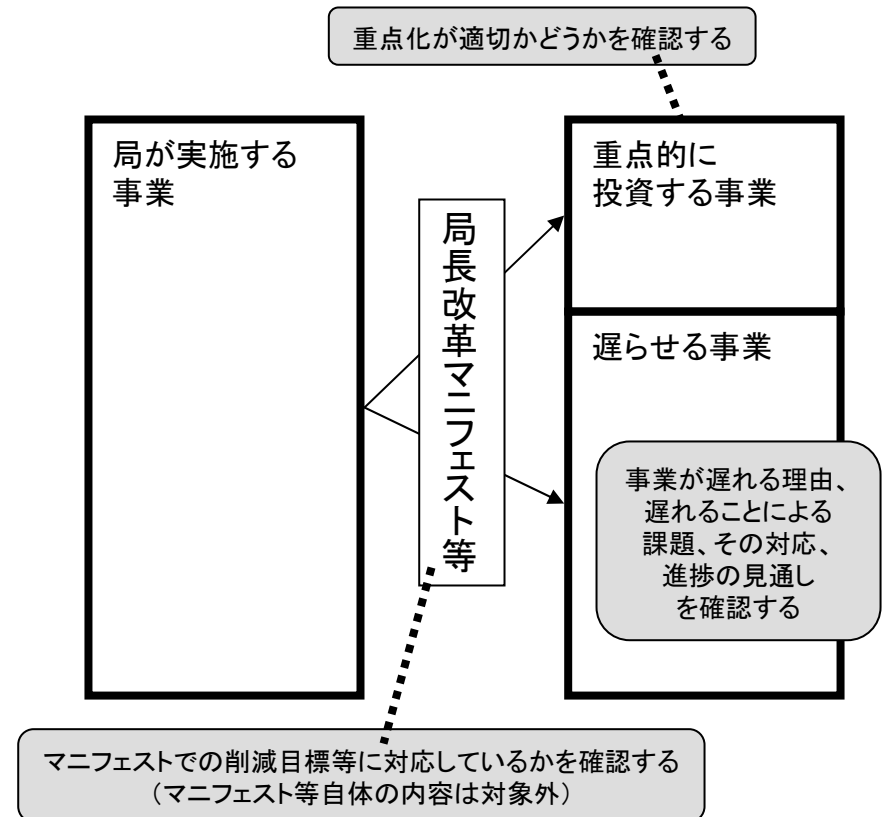 重点化が適切かどうかを確認する
局が実施する
事業
局長改革マニフェスト等
重点的に
投資する事業
遅らせる事業
事業が遅れる理由、
遅れることによる
課題、その対応、
進捗の見通し
を確認する
マニフェストでの削減目標等に対応しているかを確認する
（マニフェスト等自体の内容は対象外）